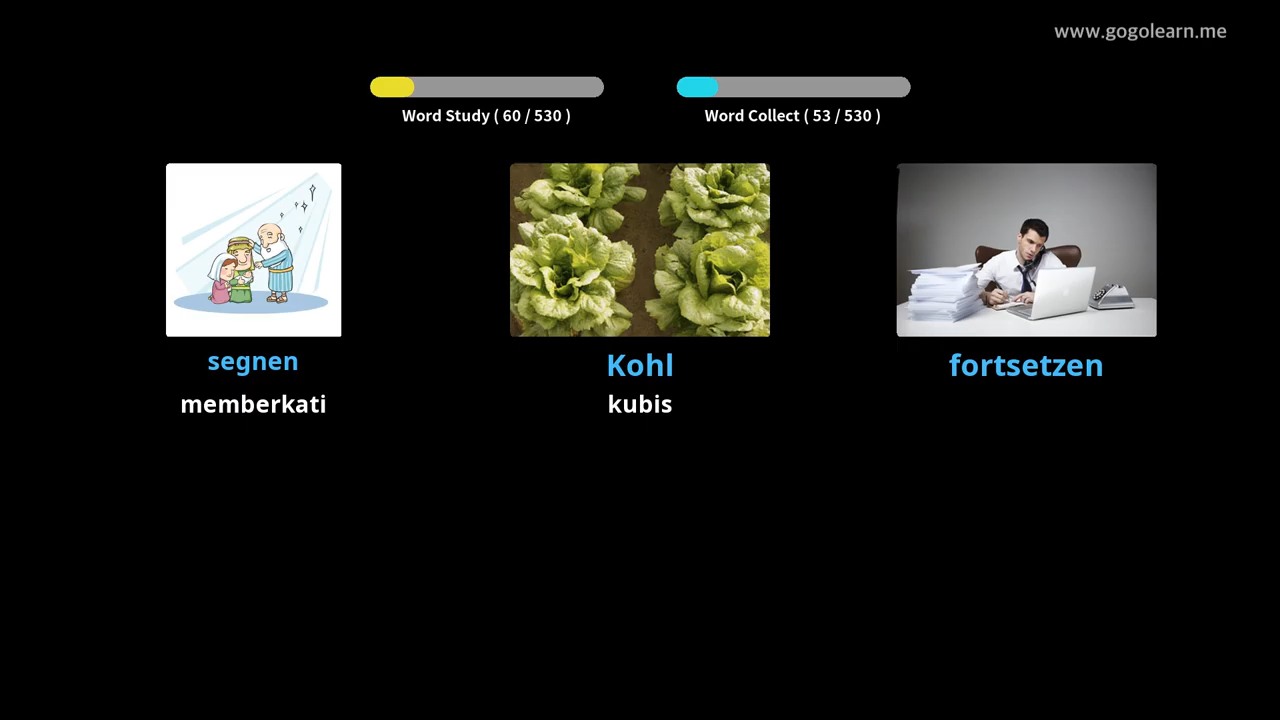 www.gogolearn.me
Word Study ( 60 / 530 )
Word Collect ( 53 / 530 )
segnen
Kohl
fortsetzen
memberkati
kubis